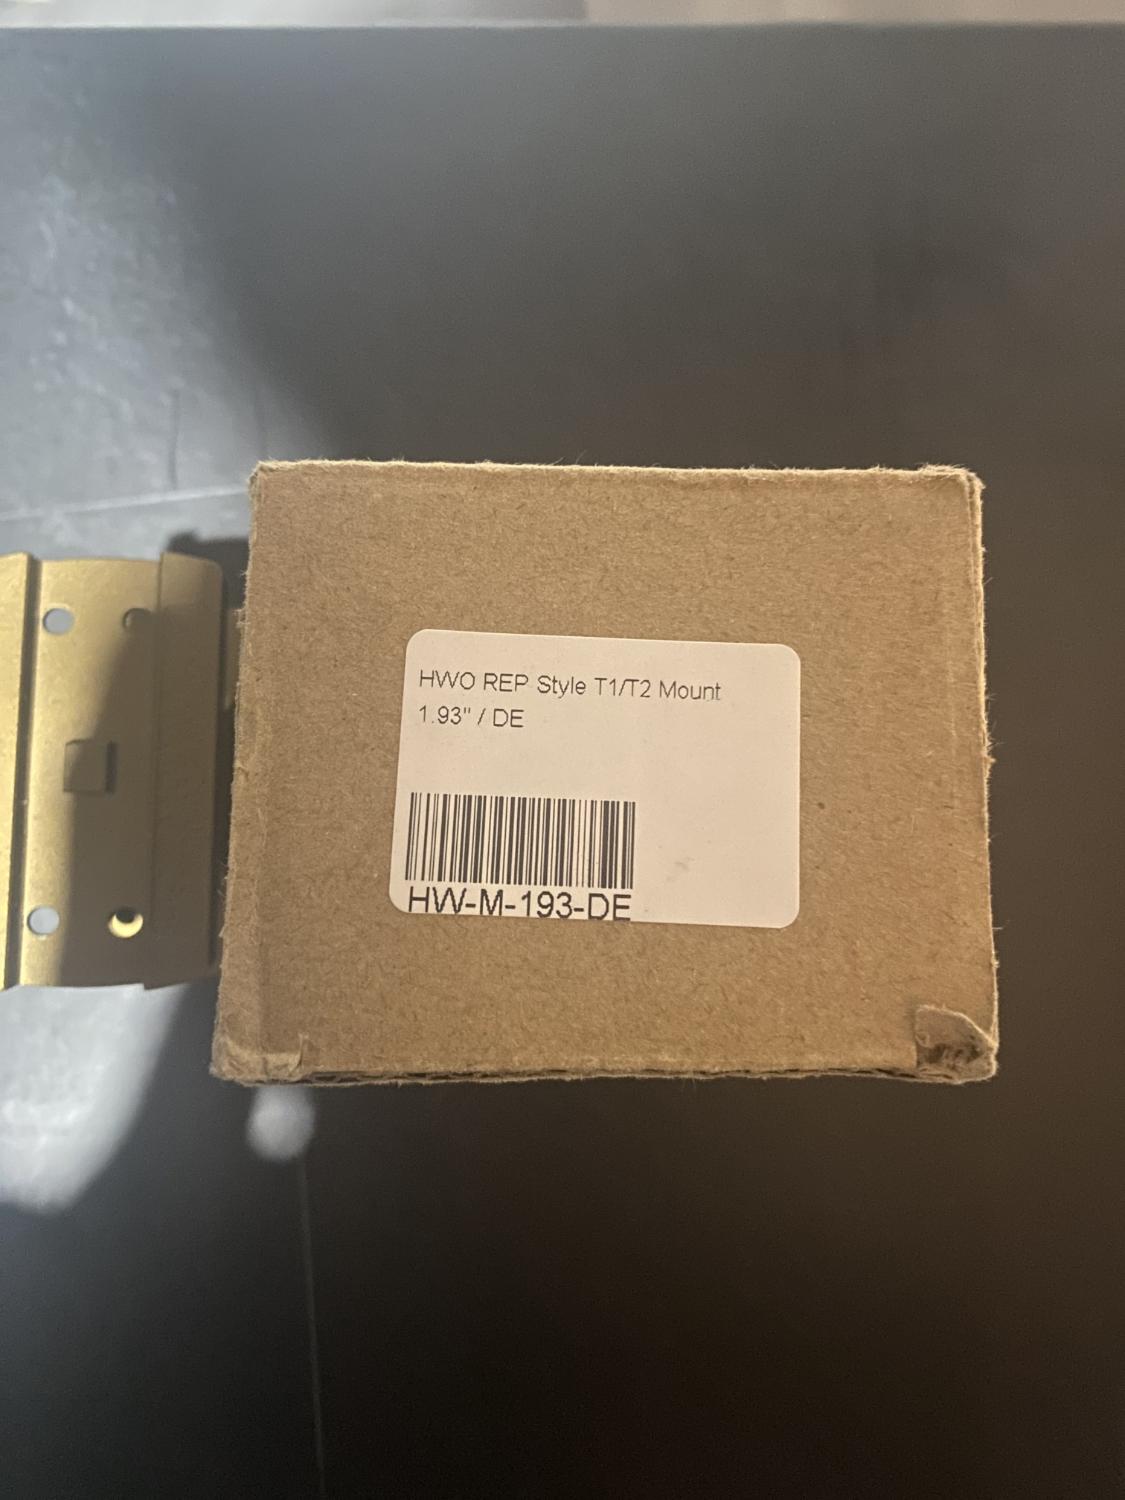 HWO REP Style T1/T2 Mount
1.93" / DE
HW-M-193-DE